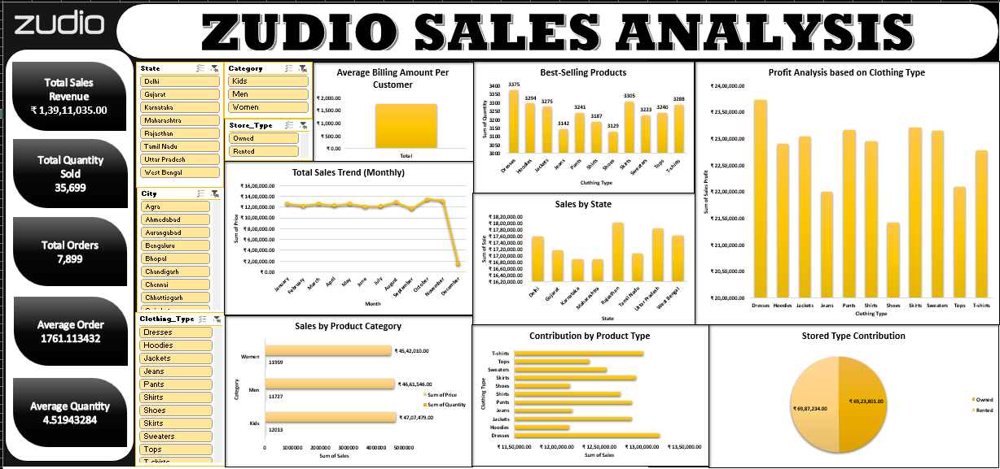 zudio
ZUDIO SALES ANALYSIS
Total Sales
Revenue
₹ 1,39,11,035.00
Total Quantity
Sold
35,699
Total Orders
7,899
Average Order
1761.113432
Average Quantity
4.51943284
State
Delhi
Gujarat
Karnataka
Maharashtra
Rajasthan
Tamil Nadu
Uttar Pradesh
West Bengal
Category
Kids
Men
Women
Store_Type
Owned
Rented
City
Agra
Ahmedabad
Aurangabad
Bengaluru
Bhopal
Chandigarh
Chennai
Chhattisgarh
Clothing_Type
Dresses
Hoodies
Jackets
Jeans
Pants
Shirts
Shoes
Skirts
Sweaters
Tops
T-shirts
Average Billing Amount Per
Customer
₹ 2,000.00
₹ 1,500.00
₹ 1,000.00
₹ 500.00
₹ 0.00
Total
Best-Selling Products
Sum of Quantity
3400
3350
3300
3250
3200
3150
3100
3050
3000
3375
3294
3275
3142
3241
3187
3129
3305
3223
3240
3288
Dresses
Hoodies
Jackets
Jeans
Pants
Shirts
Shoes
Skirts
Sweaters
Tops
T-shirts
Clothing Type
Profit Analysis based on Clothing Type
Sum of Sales Profit
₹ 24,00,000.00
₹ 23,50,000.00
₹ 23,00,000.00
₹ 22,50,000.00
₹ 22,00,000.00
₹ 21,50,000.00
₹ 21,00,000.00
₹ 20,50,000.00
₹ 20,00,000.00
Dresses Hoodies Jackets Jeans Pants Shirts Shoes Skirts Sweaters Tops T-shirts
Clothing Type
Total Sales Trend (Monthly)
Sum of Price
₹ 16,00,000.00
₹ 14,00,000.00
₹ 12,00,000.00
₹ 10,00,000.00
₹ 8,00,000.00
₹ 6,00,000.00
₹ 4,00,000.00
₹ 2,00,000.00
₹ 0.00
January
February
March
April
May
June
July
August
September
October
November
December
Month
Sales by State
Sum of Sale
₹ 18,20,000.00
₹ 18,00,000.00
₹ 17,80,000.00
₹ 17,60,000.00
₹ 17,40,000.00
₹ 17,20,000.00
₹ 17,00,000.00
₹ 16,80,000.00
₹ 16,60,000.00
₹ 16,40,000.00
₹ 16,20,000.00
Delhi
Gujarat
Karnataka
Maharashtra
Rajasthan
Tamil Nadu
Uttar Pradesh
West Bengal
State
Sales by Product Category
Category
Women
₹ 45,42,010.00
11959
Men
₹ 46,61,546.00
11727
Kids
₹ 47,07,479.00
12013
Sum of Price
Sum of Quantity
0 1000000 2000000 3000000 4000000 5000000
Sum of Sales
Contribution by Product Type
Clothing Type
T-shirts
Tops
Sweaters
Skirts
Shoes
Shirts
Pants
Jeans
Jackets
Hoodies
Dresses
₹ 11,50,000.00 ₹ 12,00,000.00 ₹ 12,50,000.00 ₹ 13,00,000.00 ₹ 13,50,000.00
Sum of Sales
Stored Type Contribution
₹ 69,87,234.00
₹ 69,23,801.00
Owned
Rented